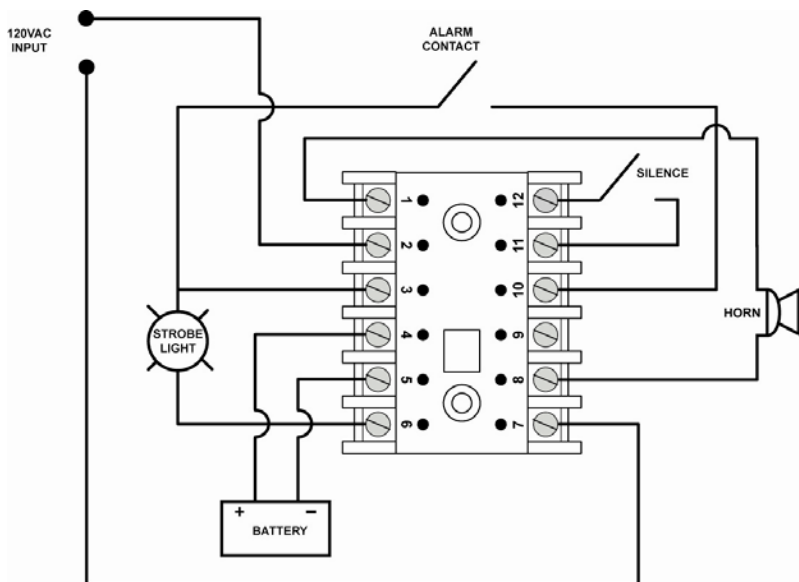 120VAC
INPUT
ALARM
CONTACT
SILENCE
1
12
2
11
3
10
HORN
STROBE
LIGHT
4
9
5
8
6
7
+ −
BATTERY